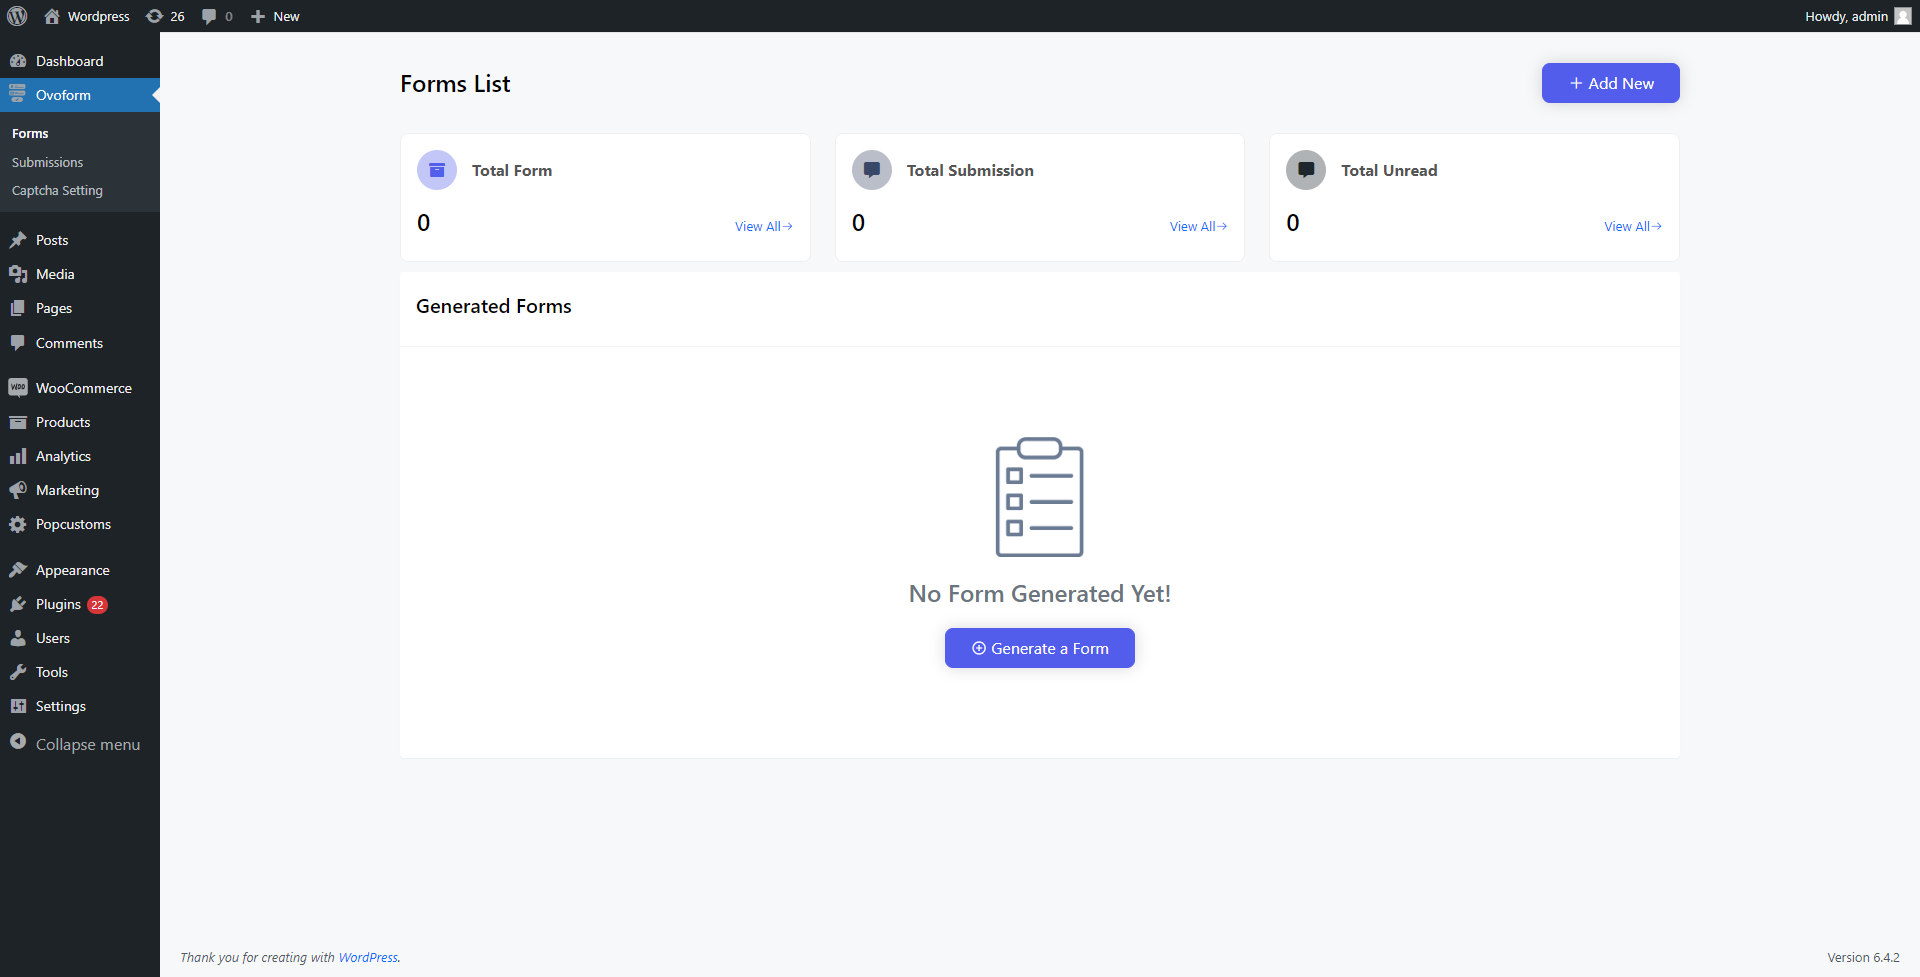 Wordpress 26 0 New Howdy, admin
Dashboard
Ovoform
Forms
Submissions
Captcha Setting
Posts
Media
Pages
Comments
WooCommerce
Products
Analytics
Marketing
Popcustoms
Appearance
Plugins 22
Users
Tools
Settings
Collapse menu
Forms List
Add New
Total Form
0
View All→
Total Submission
0
View All→
Total Unread
0
View All→
Generated Forms
No Form Generated Yet!
Generate a Form
Thank you for creating with WordPress.
Version 6.4.2